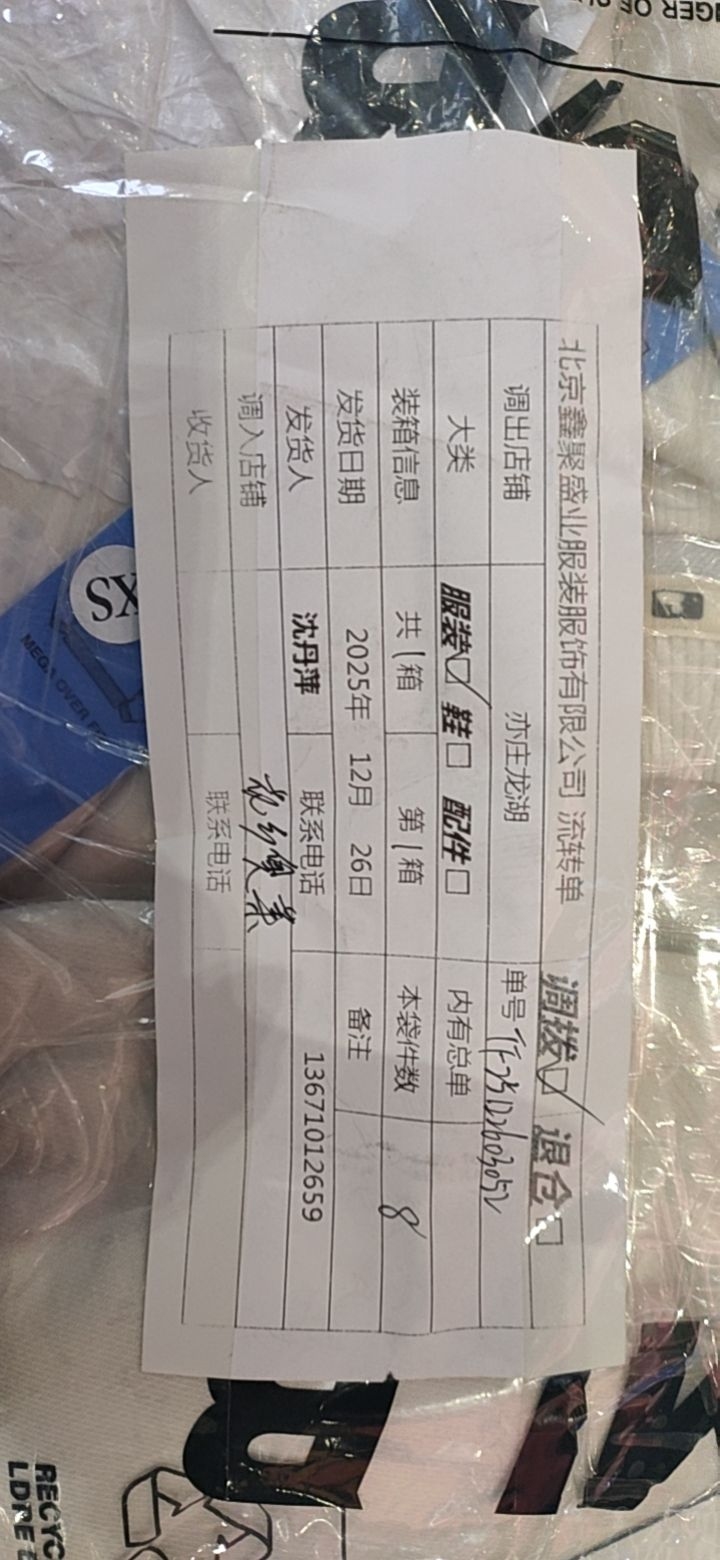 北京鑫聚盛业服装服饰有限公司 流转单 调拨☑ 退仓□
调出店铺 亦庄龙湖 单号
大类 服装☑ 鞋□ 配件□ 内有总单
装箱信息 共1箱 第1箱 本袋件数 8
发货日期 2025年 12月 26日 备注
发货人 沈丹萍 联系电话 13671012659
调入店铺
收货人 联系电话
XS
MEGA OVER
RECYC
LDPE